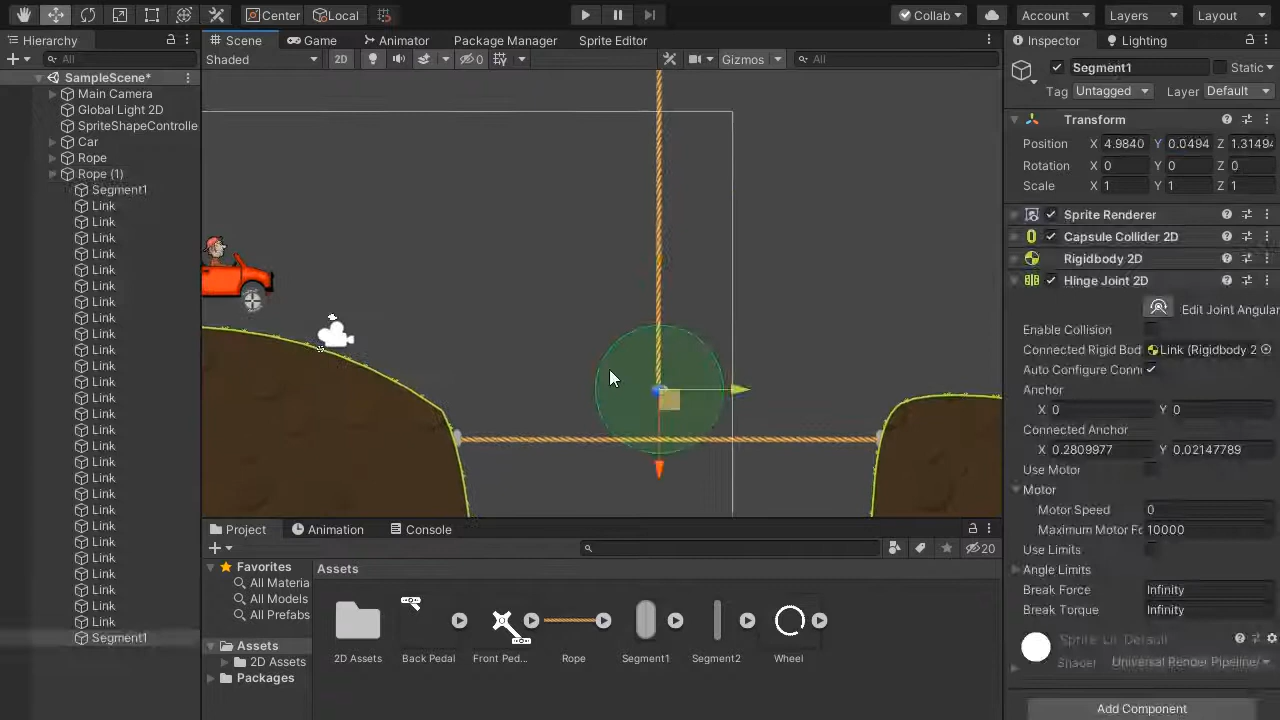 Center Local Collab Account Layers Layout
Hierarchy Scene Game Animator Package Manager Sprite Editor Inspector Lighting
All Shaded 2D 0 Gizmos All Segment1 Static
SampleScene* Tag Untagged Layer Default
Main Camera
Global Light 2D Transform
SpriteShapeControlle
Car Position X 4.9840 Y 0.0494 Z 1.3149
Rope Rotation X 0 Y 0 Z 0
Rope (1) Scale X 1 Y 1 Z 1
Segment1
Link Sprite Renderer
Link
Link Capsule Collider 2D
Link Rigidbody 2D
Link Hinge Joint 2D
Link
Link Edit Joint Angular
Link Enable Collision
Link Connected Rigid Bod Link (Rigidbody 2
Link Auto Configure Conn
Link Anchor
Link X 0 Y 0
Link Connected Anchor
Link X 0.2809977 Y 0.02147789
Link Use Motor
Link Motor
Link Motor Speed 0
Link Project Animation Console Maximum Motor Fc 10000
Link 20 Use Limits
Link Favorites Assets Angle Limits
Link All Materia Break Force Infinity
Link All Models Break Torque Infinity
Link All Prefabs
Segment1 Assets Sprite-Lit-Default
2D Assets 2D Assets Back Pedal Front Ped... Rope Segment1 Segment2 Wheel Shader Universal Render Pipeline/
Packages
Add Component